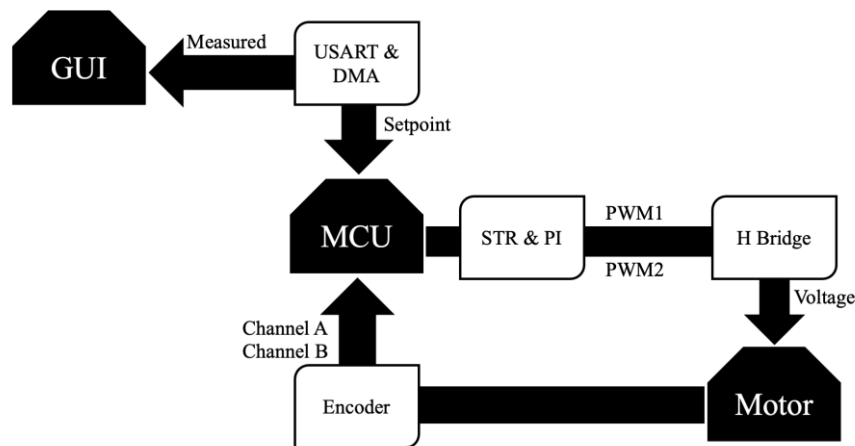 Measured
GUI
USART &
DMA
Setpoint
MCU
STR & PI
PWM1
PWM2
H Bridge
Voltage
Channel A
Channel B
Encoder
Motor